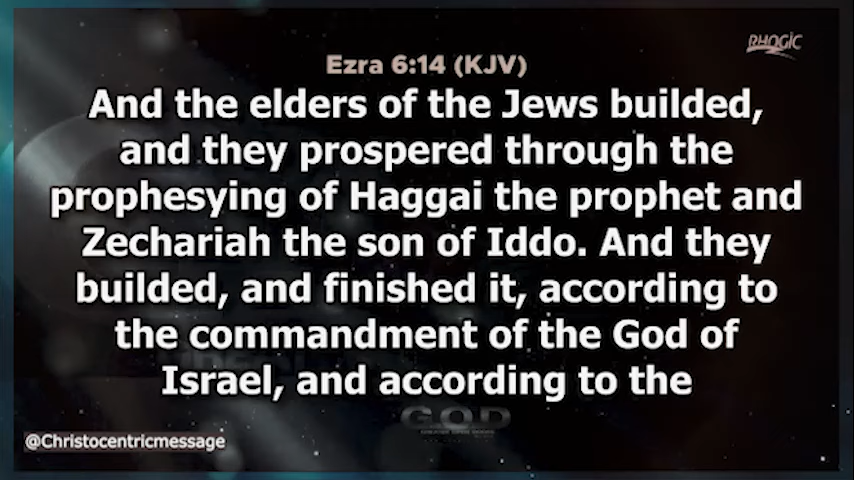 RHOGIC
Ezra 6:14 (KJV)
And the elders of the Jews builded,
and they prospered through the
prophesying of Haggai the prophet and
Zechariah the son of Iddo. And they
builded, and finished it, according to
the commandment of the God of
Israel, and according to the
G.O.D
@Christocentricmessage